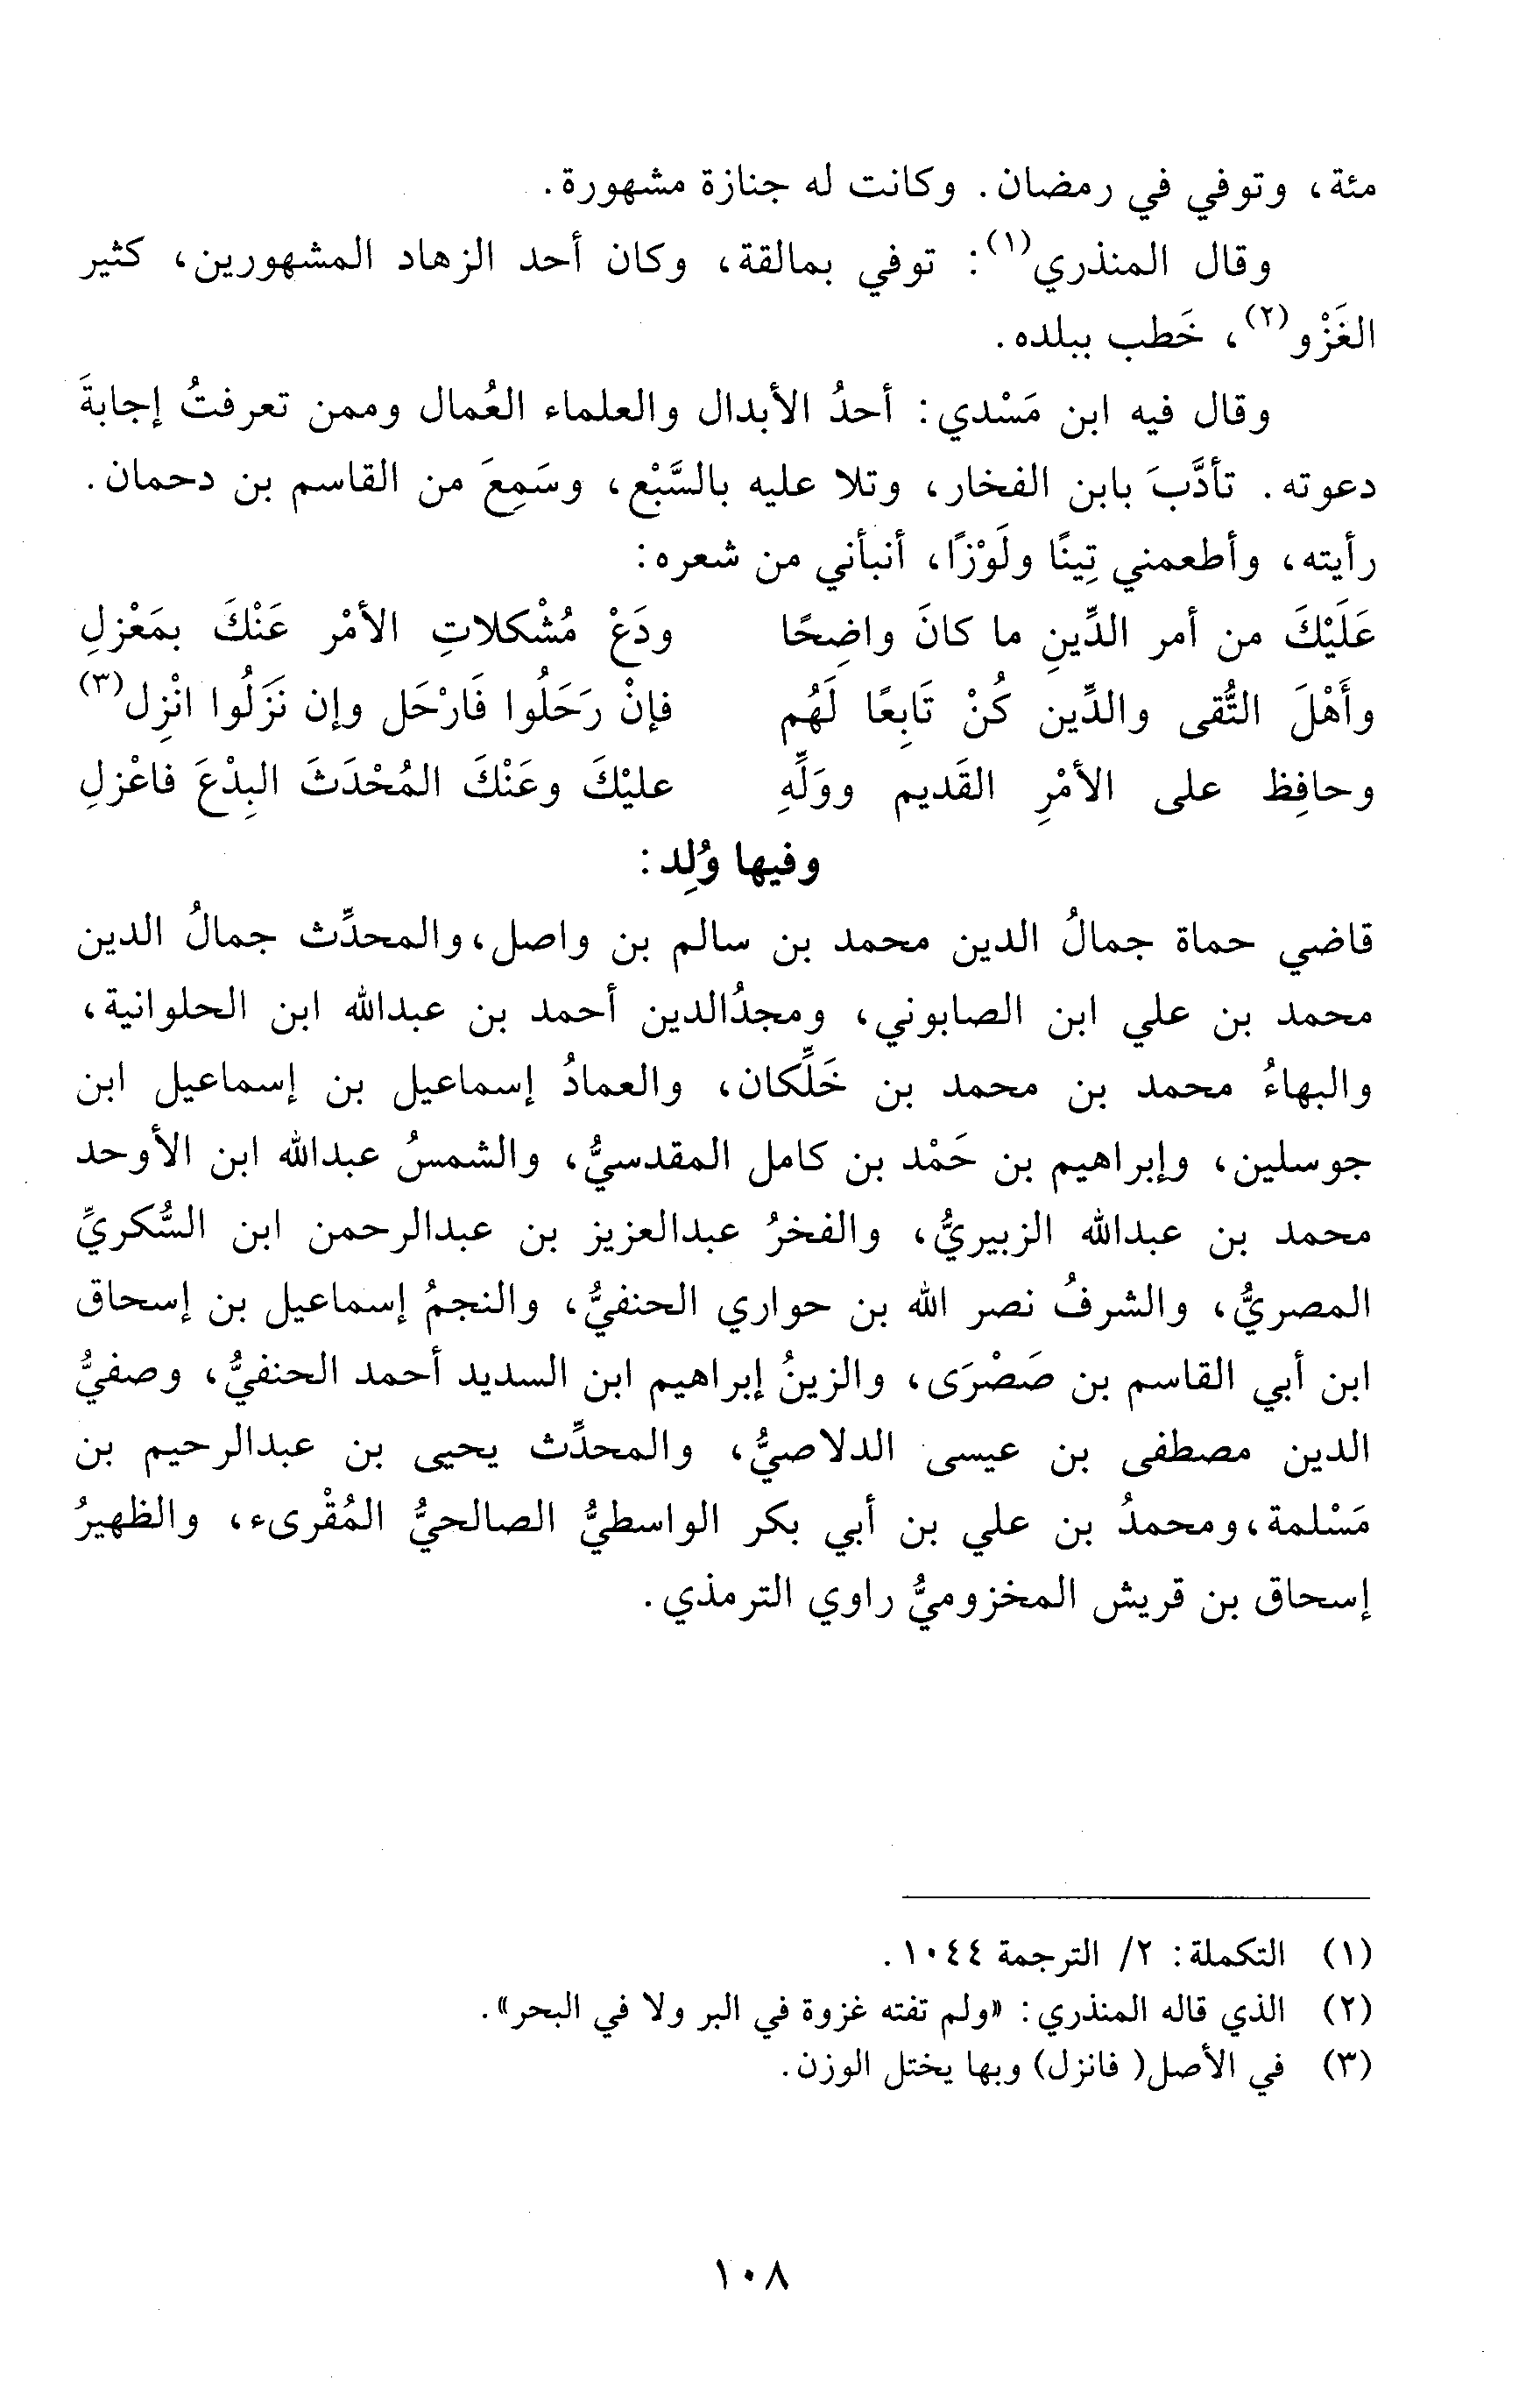 مئة، وتوفي في رمضان. وكانت له جنازة مشهورة.
وقال المنذري(١): توفي بمالقة، وكان أحد الزهاد المشهورين، كثير
الغَزْو(٢)، خَطب ببلده.
وقال فيه ابن مَسْدي: أحدُ الأبدال والعلماء العُمال وممن تعرفتُ إجابةَ
دعوته. تأدَّبَ بابن الفخار، وتلا عليه بالسَّبْع، وسَمِعَ من القاسم بن دحمان.
رأيته، وأطعمني تِينًا ولَوْزًا، أنبأني من شعره:
عَلَيْكَ من أمر الدِّينِ ما كانَ واضِحًا ودَعْ مُشْكلاتِ الأمْر عَنْكَ بمَعْزلِ
وأَهْلَ التُّقى والدِّين كُنْ تَابِعًا لَهُم فإنْ رَحَلُوا فَارْحَل وإن نَزَلُوا انْزِل(٣)
وحافِظ على الأمْرِ القَديم ووَلِّهِ عليْكَ وعَنْكَ المُحْدَثَ البِدْعَ فاعْزلِ
وفيها وُلِد:
قاضي حماة جمالُ الدين محمد بن سالم بن واصل،والمحدِّث جمالُ الدين
محمد بن علي ابن الصابوني، ومجدُالدين أحمد بن عبدالله ابن الحلوانية،
والبهاءُ محمد بن محمد بن خَلِّكان، والعمادُ إسماعيل بن إسماعيل ابن
جوسلين، وإبراهيم بن حَمْد بن كامل المقدسيُّ، والشمسُ عبدالله ابن الأوحد
محمد بن عبدالله الزبيريُّ، والفخرُ عبدالعزيز بن عبدالرحمن ابن السُّكريِّ
المصريُّ، والشرفُ نصر الله بن حواري الحنفيُّ، والنجمُ إسماعيل بن إسحاق
ابن أبي القاسم بن صَصْرَى، والزينُ إبراهيم ابن السديد أحمد الحنفيُّ، وصفيُّ
الدين مصطفى بن عيسى الدلاصيُّ، والمحدِّث يحيى بن عبدالرحيم بن
مَسْلمة،ومحمدُ بن علي بن أبي بكر الواسطيُّ الصالحيُّ المُقْرىء، والظهيرُ
إسحاق بن قريش المخزوميُّ راوي الترمذي.
(١) التكملة: ٢/ الترجمة ١٠٤٤.
(٢) الذي قاله المنذري: «ولم تفته غزوة في البر ولا في البحر».
(٣) في الأصل( فانزل) وبها يختل الوزن.
١٠٨